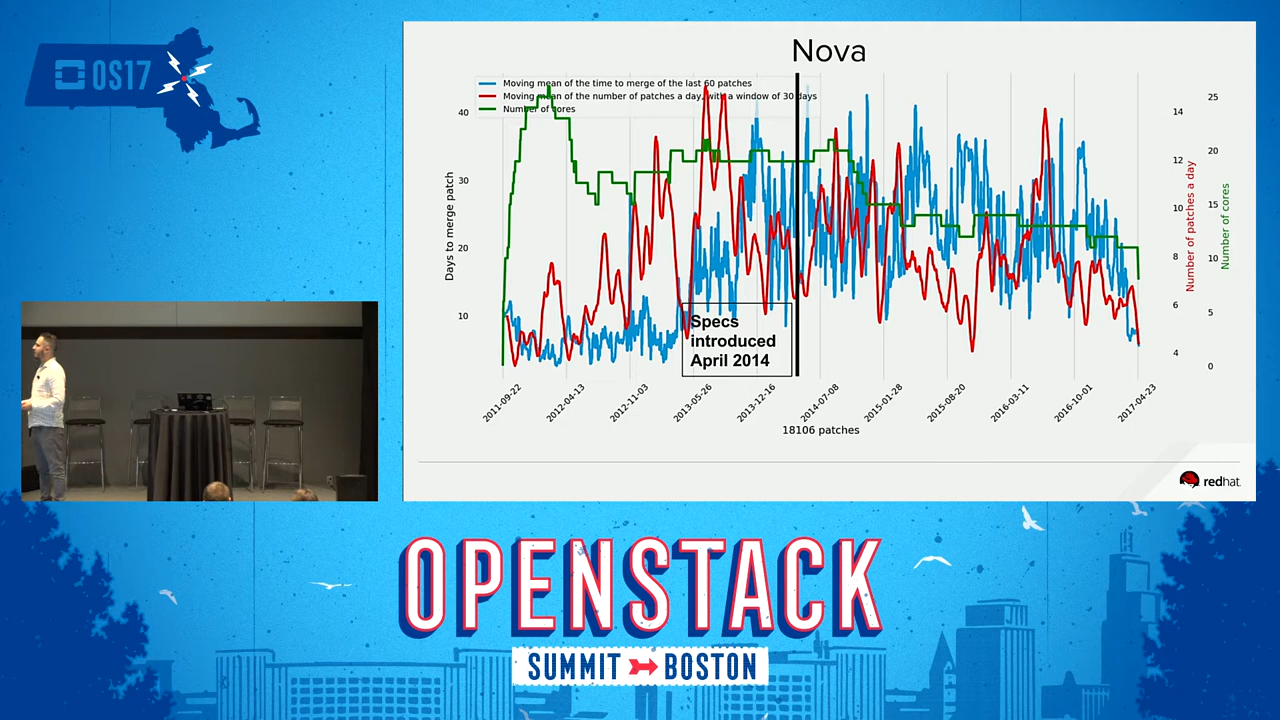 OS17
Nova
Moving mean of the time to merge of the last 60 patches
Moving mean of the number of patches a day, with a window of 30 days
Number of cores
Days to merge patch
40
30
20
10
14
12
10
8
6
4
Number of patches a day
25
20
15
10
5
0
Number of cores
Specs
introduced
April 2014
2011-09-22
2012-04-13
2012-11-03
2013-05-26
2013-12-16
2014-07-08
2015-01-28
2015-08-20
2016-03-11
2016-10-01
2017-04-23
18106 patches
redhat.
OPENSTACK
SUMMIT BOSTON